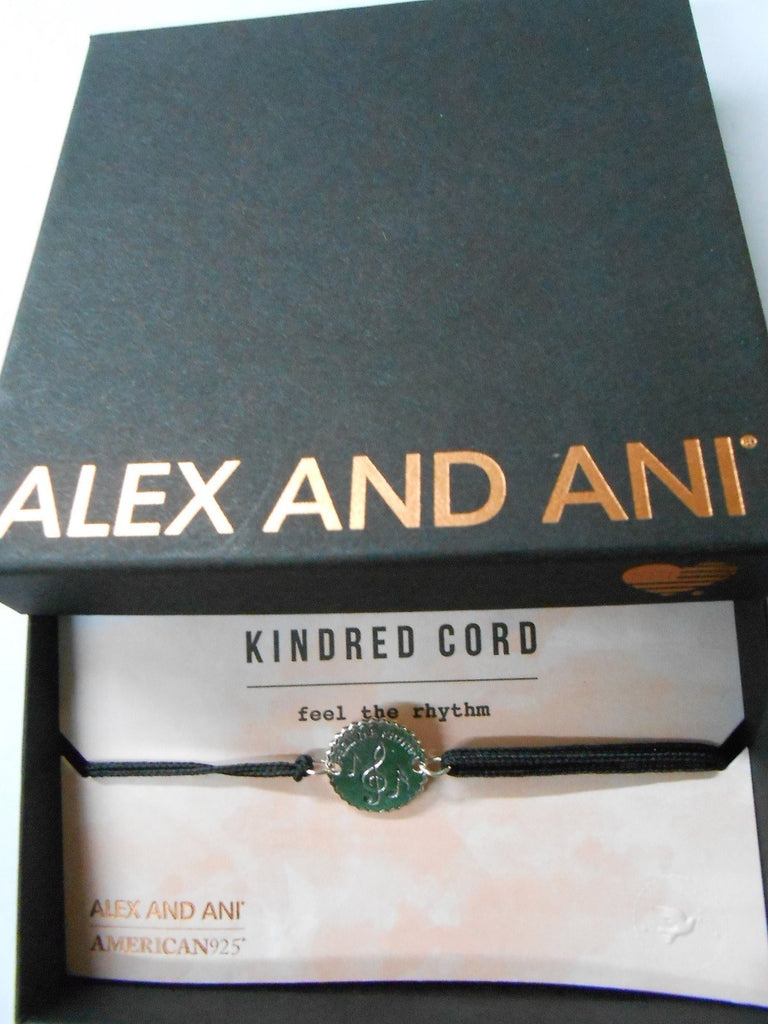 ALEX AND ANI®
KINDRED CORD
feel the rhythm
ALEX AND ANI
AMERICAN925